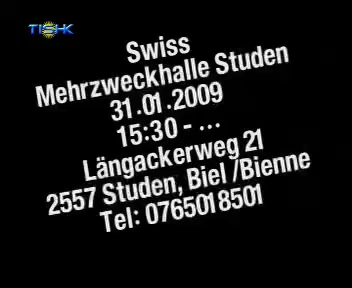 TISHK
Swiss
Mehrzweckhalle Studen
31.01.2009
15:30 - ...
Längackerweg 21
2557 Studen, Biel /Bienne
Tel: 0765018501